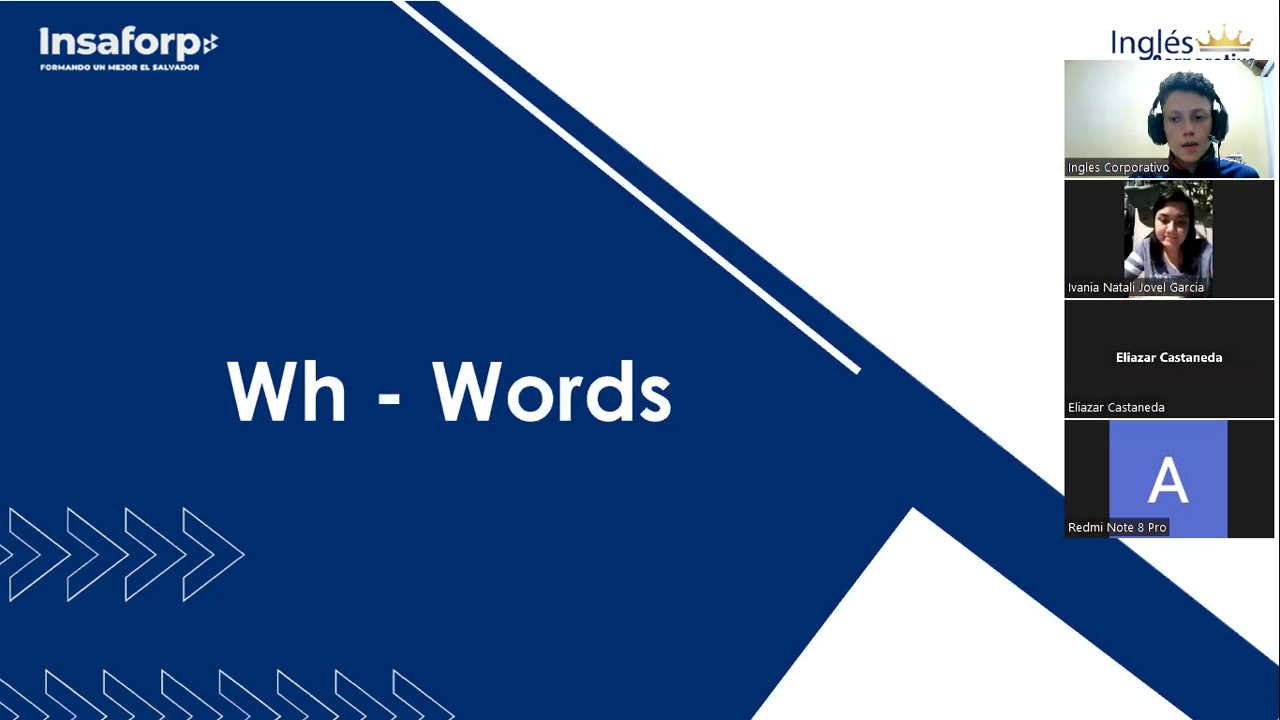 Insaforp
FORMANDO UN MEJOR EL SALVADOR
Inglés
Ingles Corporativo
Ivania Natali Jovel Garcia
Eliazar Castaneda
Eliazar Castaneda
A
Redmi Note 8 Pro
Wh - Words